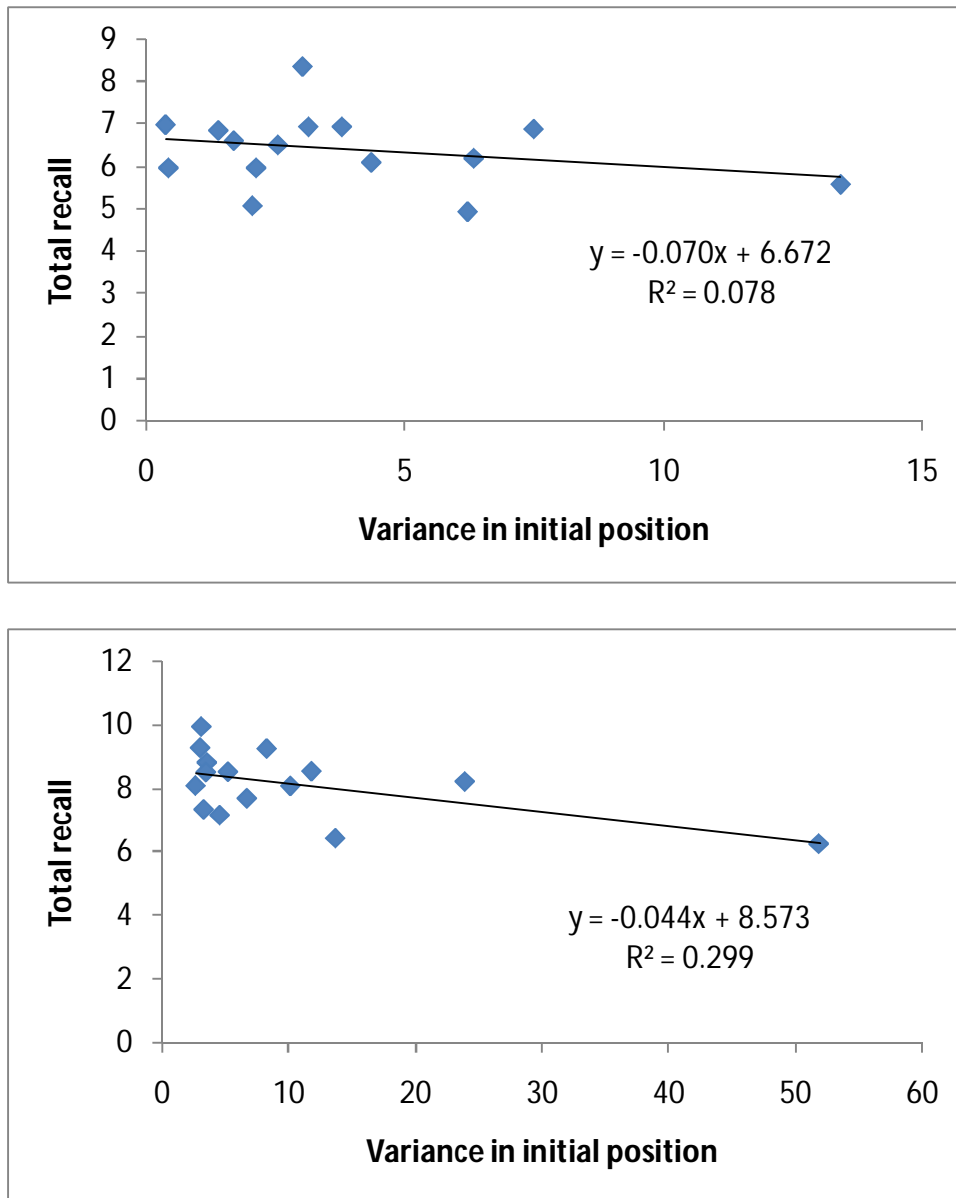 9
8
7
6
5
4
3
2
1
0
Total recall
y = -0.070x + 6.672
R² = 0.078
0 5 10 15
Variance in initial position
12
10
8
6
4
2
0
Total recall
y = -0.044x + 8.573
R² = 0.299
0 10 20 30 40 50 60
Variance in initial position